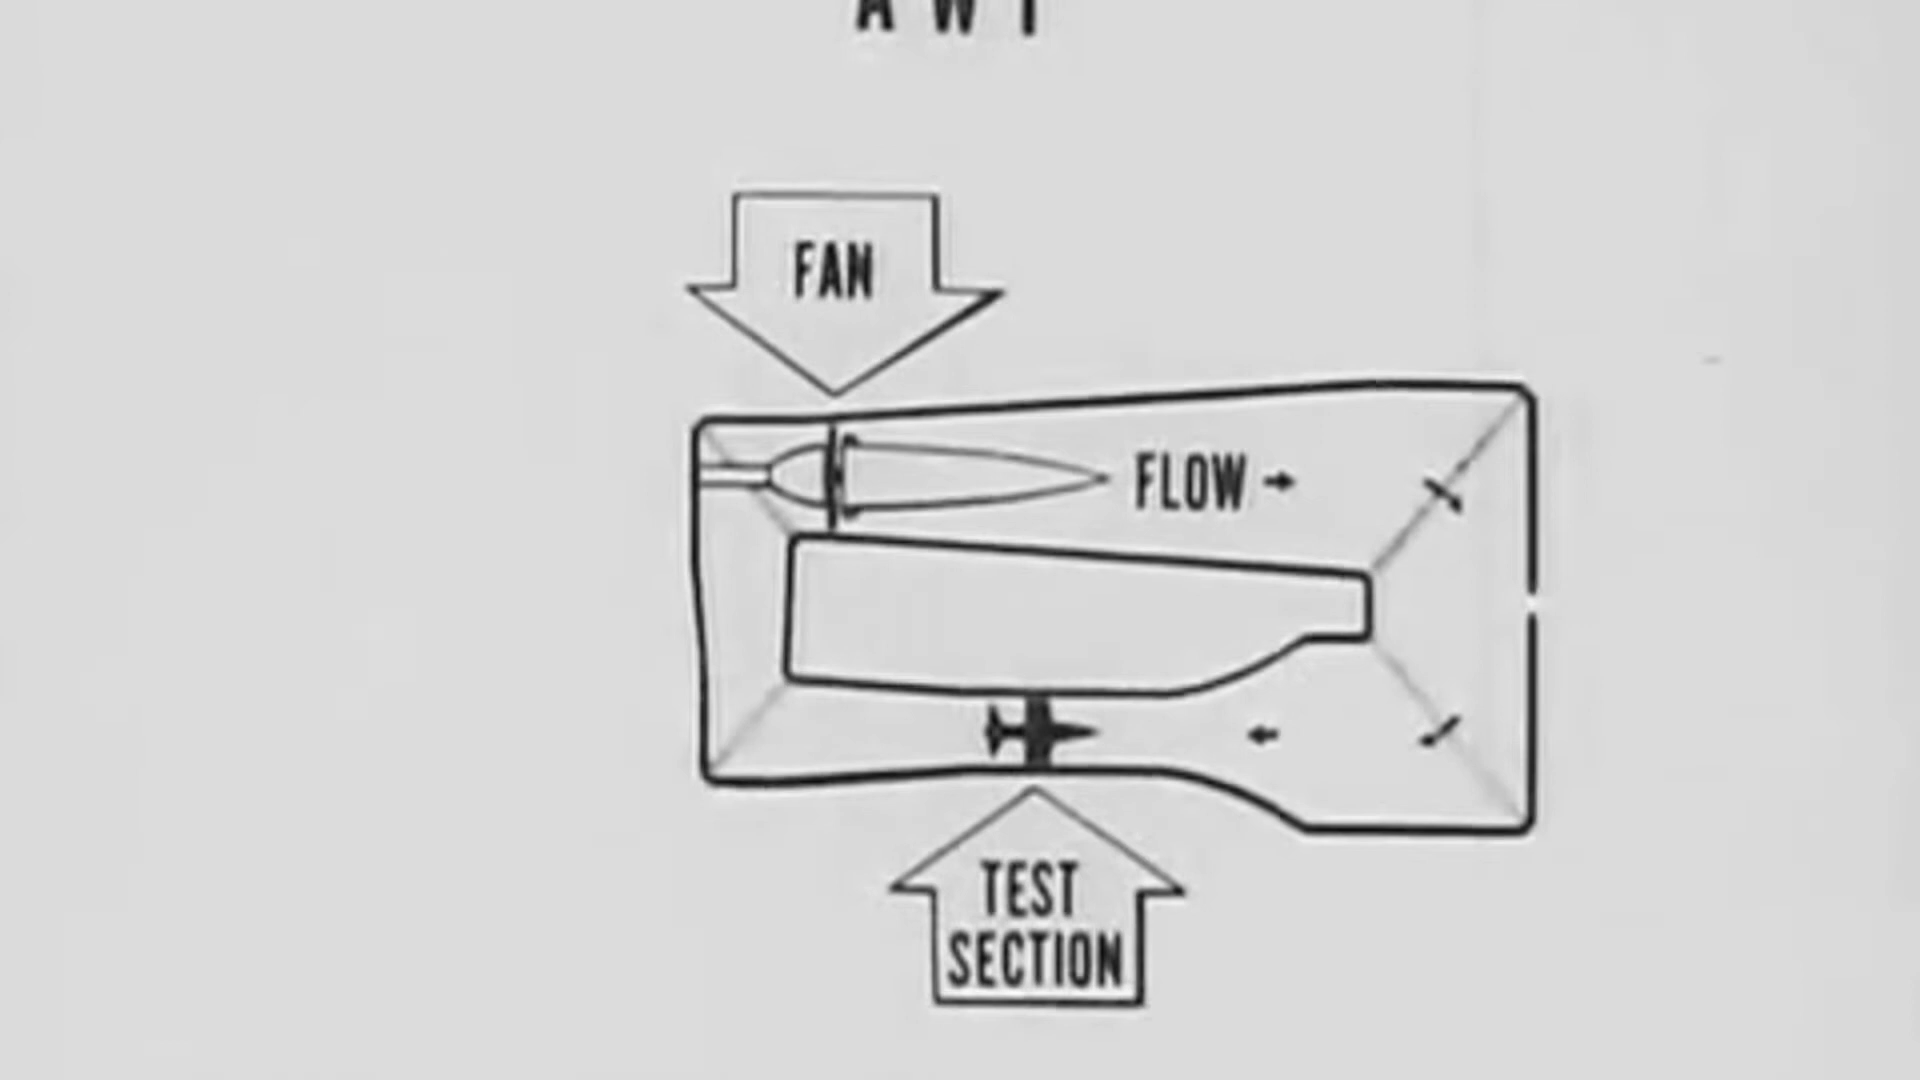 A W T
FAN
FLOW →
TEST
SECTION